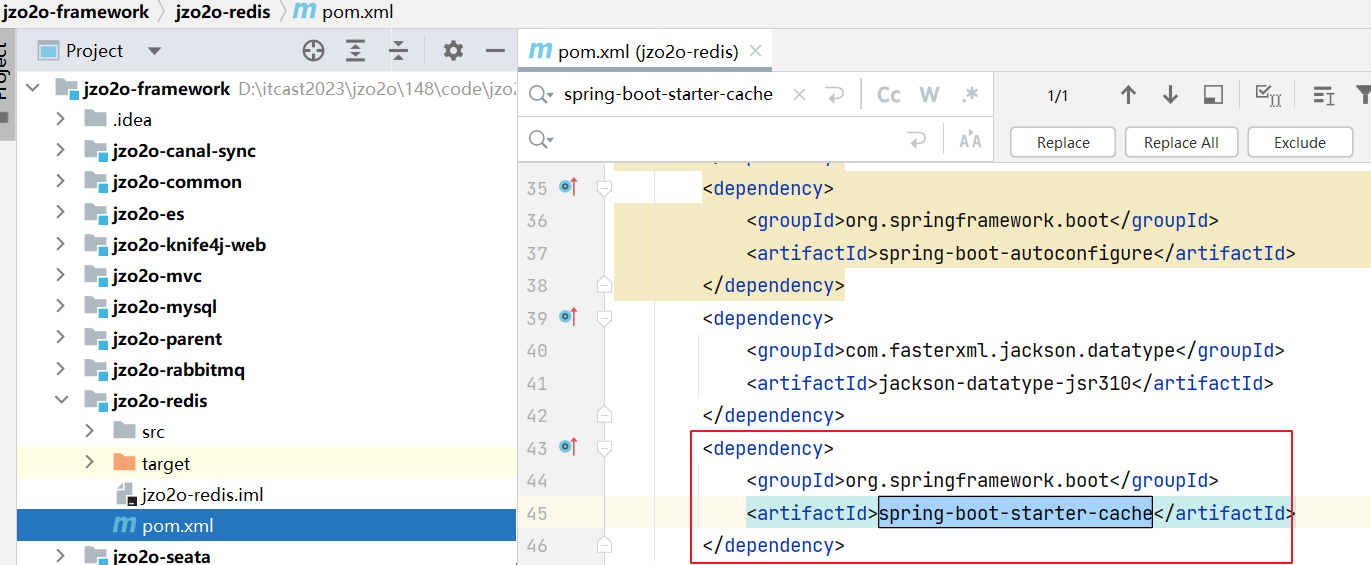 jzo2o-framework jzo2o-redis pom.xml
Project
jzo2o-framework D:\itcast2023\jzo2o\148\code\jzo2
.idea
jzo2o-canal-sync
jzo2o-common
jzo2o-es
jzo2o-knife4j-web
jzo2o-mvc
jzo2o-mysql
jzo2o-parent
jzo2o-rabbitmq
jzo2o-redis
src
target
jzo2o-redis.iml
pom.xml
jzo2o-seata
pom.xml (jzo2o-redis)
spring-boot-starter-cache Cc W .* 1/1
Replace Replace All Exclude
35 <dependency>
36 <groupId>org.springframework.boot</groupId>
37 <artifactId>spring-boot-autoconfigure</artifactId>
38 </dependency>
39 <dependency>
40 <groupId>com.fasterxml.jackson.datatype</groupId>
41 <artifactId>jackson-datatype-jsr310</artifactId>
42 </dependency>
43 <dependency>
44 <groupId>org.springframework.boot</groupId>
45 <artifactId>spring-boot-starter-cache</artifactId>
46 </dependency>